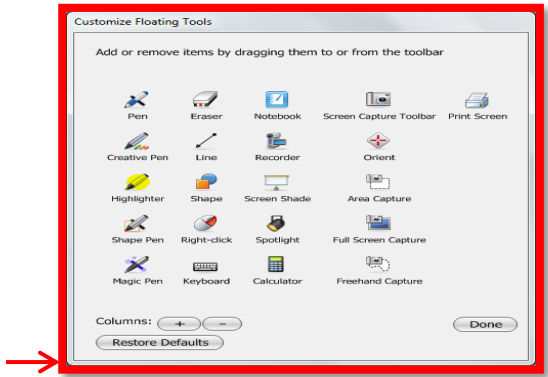 Customize Floating Tools
Add or remove items by dragging them to or from the toolbar
Pen Eraser Notebook Screen Capture Toolbar Print Screen
Creative Pen Line Recorder Orient
Highlighter Shape Screen Shade Area Capture
Shape Pen Right-click Spotlight Full Screen Capture
Magic Pen Keyboard Calculator Freehand Capture
Columns: + -
Done
Restore Defaults